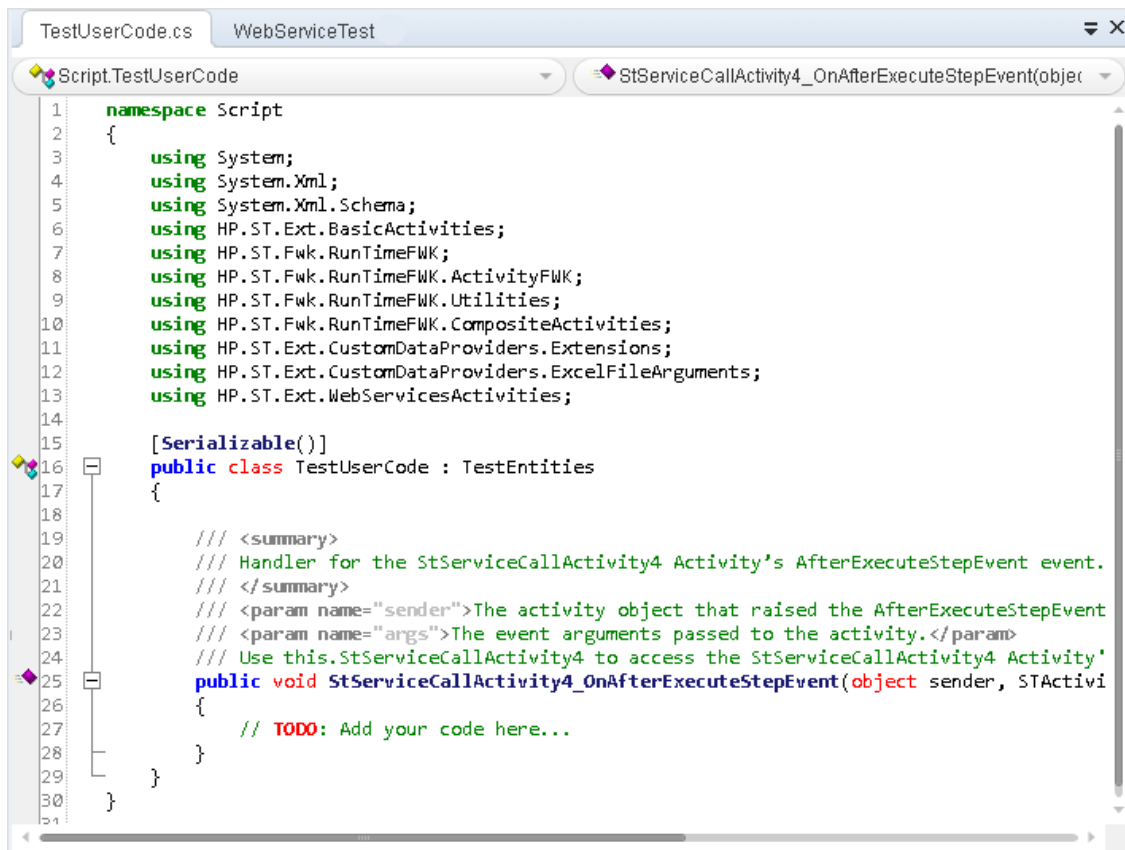 TestUserCode.cs WebServiceTest
Script.TestUserCode StServiceCallActivity4_OnAfterExecuteStepEvent(objec
1 namespace Script
2 {
3 using System;
4 using System.Xml;
5 using System.Xml.Schema;
6 using HP.ST.Ext.BasicActivities;
7 using HP.ST.Fwk.RunTimeFWK;
8 using HP.ST.Fwk.RunTimeFWK.ActivityFWK;
9 using HP.ST.Fwk.RunTimeFWK.Utilities;
10 using HP.ST.Fwk.RunTimeFWK.CompositeActivities;
11 using HP.ST.Ext.CustomDataProviders.Extensions;
12 using HP.ST.Ext.CustomDataProviders.ExcelFileArguments;
13 using HP.ST.Ext.WebServicesActivities;
14
15 [Serializable()]
16 public class TestUserCode : TestEntities
17 {
18
19 /// <summary>
20 /// Handler for the StServiceCallActivity4 Activity's AfterExecuteStepEvent event.
21 /// </summary>
22 /// <param name="sender">The activity object that raised the AfterExecuteStepEvent
23 /// <param name="args">The event arguments passed to the activity.</param>
24 /// Use this.StServiceCallActivity4 to access the StServiceCallActivity4 Activity'
25 public void StServiceCallActivity4_OnAfterExecuteStepEvent(object sender, STActivi
26 {
27 // TODO: Add your code here...
28 }
29 }
30 }
31